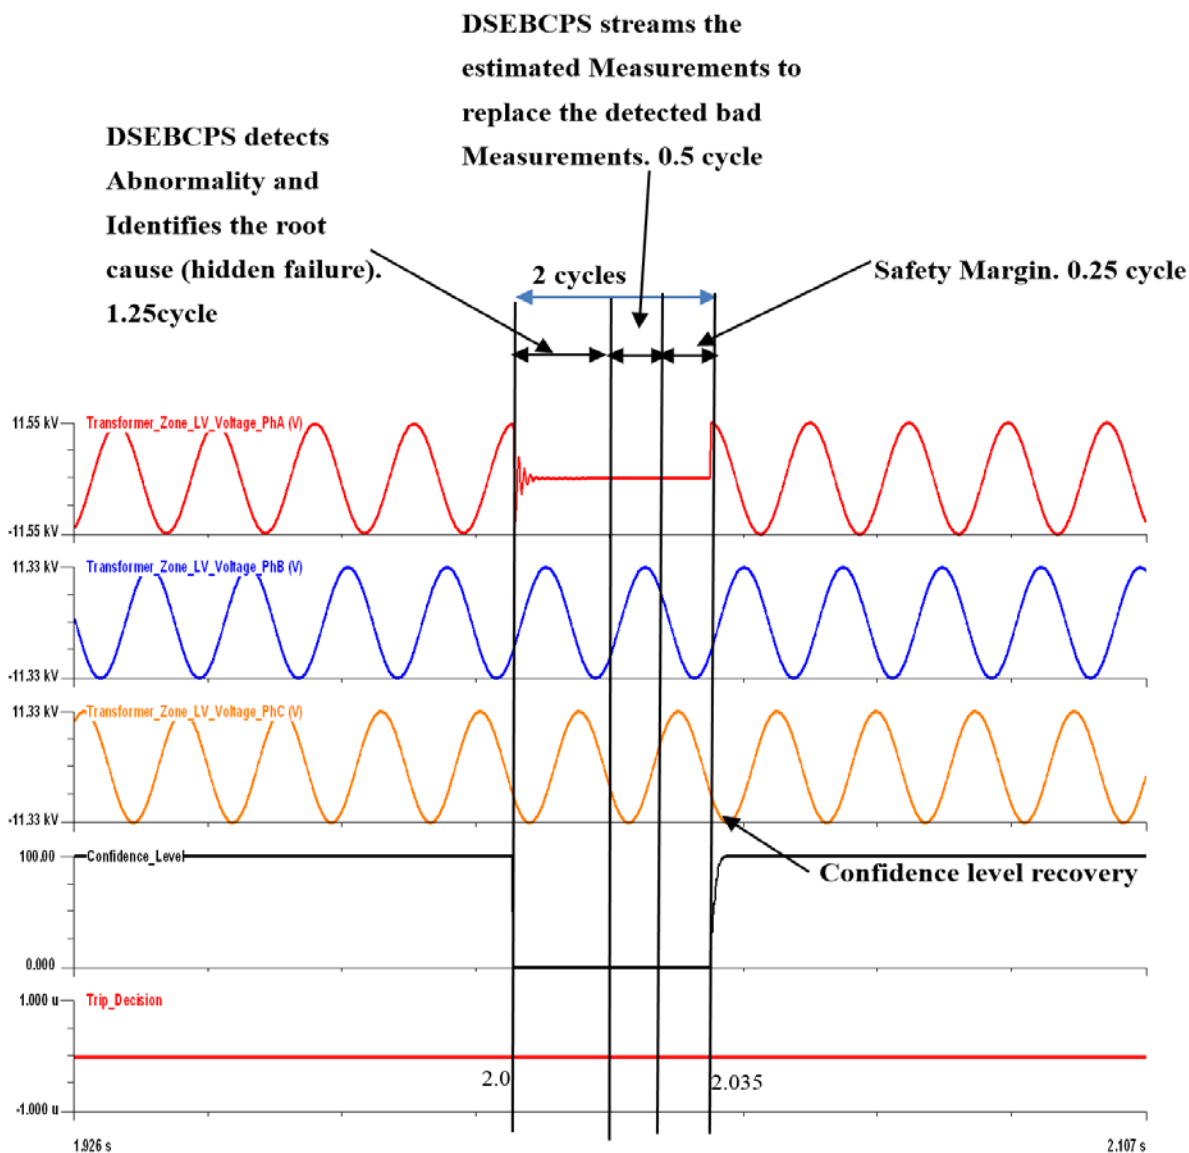 DSEBCPS streams the
estimated Measurements to
replace the detected bad
Measurements. 0.5 cycle
DSEBCPS detects
Abnormality and
Identifies the root
cause (hidden failure).
1.25cycle
2 cycles
Safety Margin. 0.25 cycle
11.55 kV
Transformer_Zone_LV_Voltage_PhA (V)
-11.55 kV
11.33 kV
Transformer_Zone_LV_Voltage_PhB (V)
-11.33 kV
11.33 kV
Transformer_Zone_LV_Voltage_PhC (V)
-11.33 kV
100.00
Confidence_Level
Confidence level recovery
0.000
1.000 u
Trip_Decision
2.0
2.035
-1.000 u
1.926 s
2.107 s